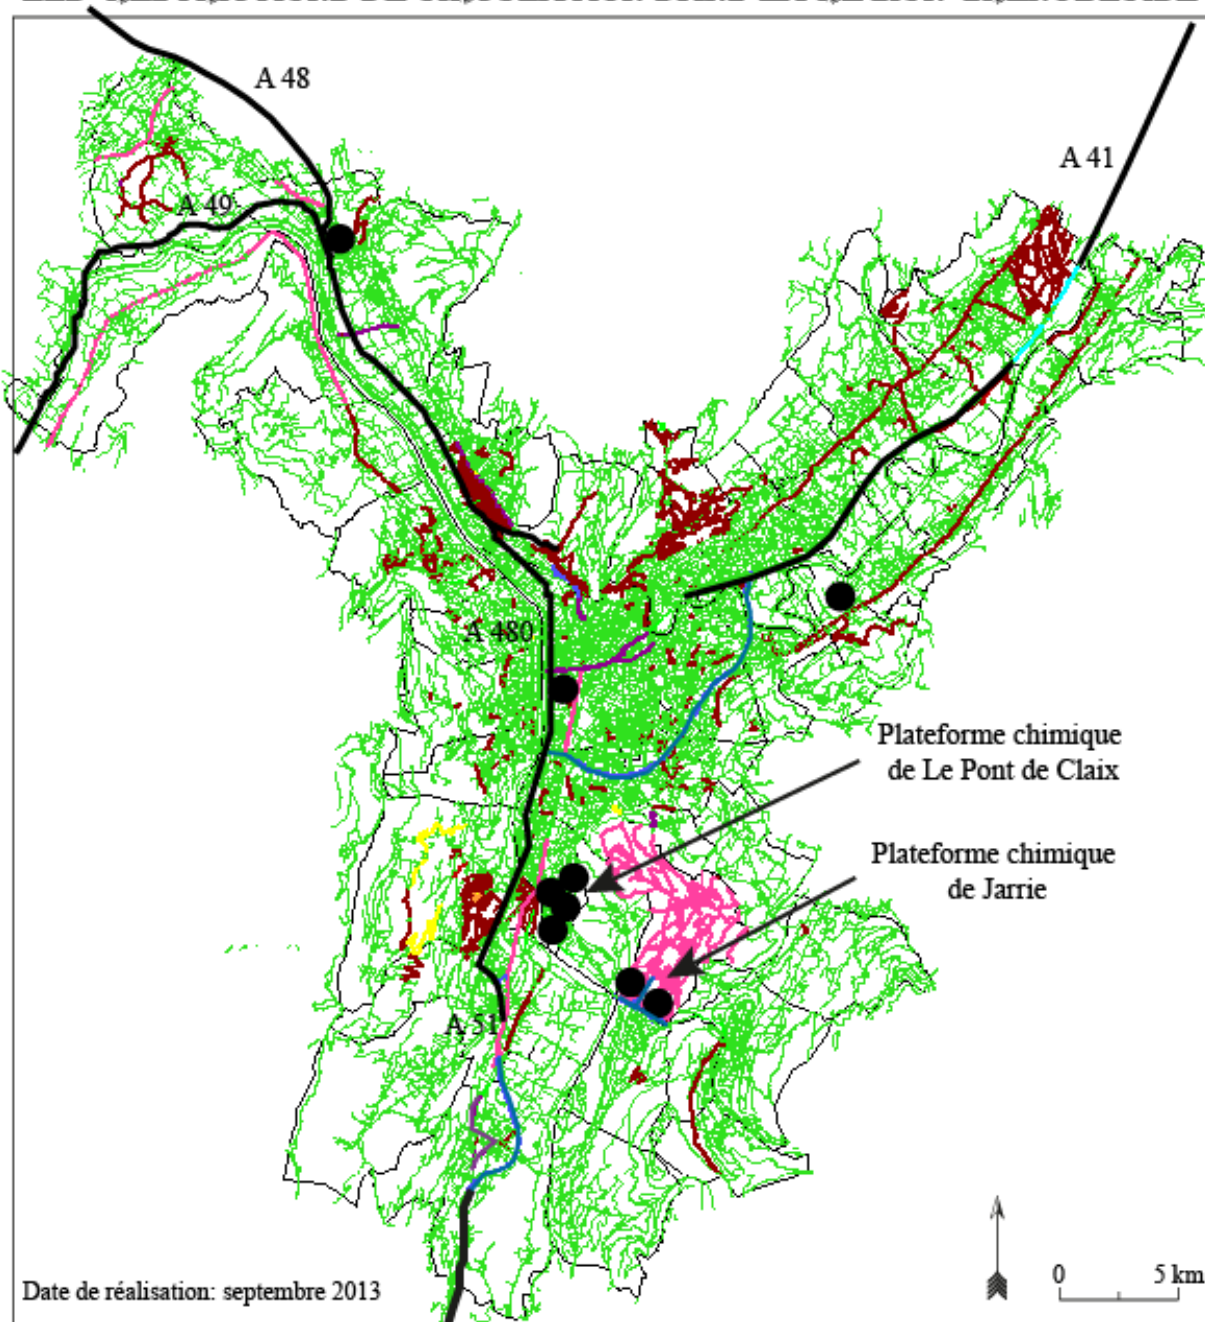 A 48
A 41
A 49
A 480
Plateforme chimique
de Le Pont de Claix
Plateforme chimique
de Jarrie
A 51
Date de réalisation: septembre 2013
0 5 km